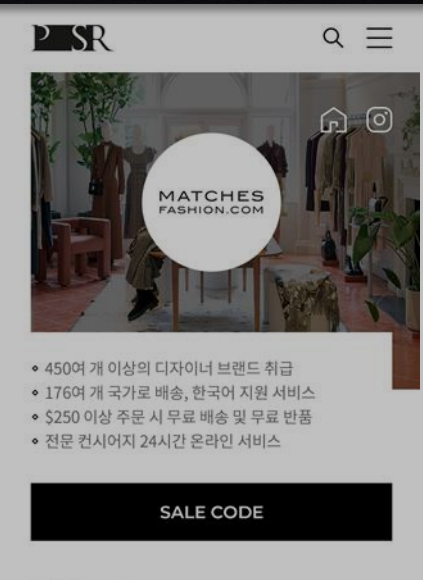 P SR
MATCHES
FASHION.COM
450여 개 이상의 디자이너 브랜드 취급
176여 개 국가로 배송, 한국어 지원 서비스
$250 이상 주문 시 무료 배송 및 무료 반품
전문 컨시어지 24시간 온라인 서비스
SALE CODE